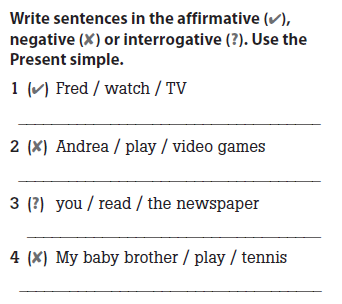 Write sentences in the affirmative (✔),
negative (✘) or interrogative (?). Use the
Present simple.
1 (✔) Fred / watch / TV
2 (✘) Andrea / play / video games
3 (?) you / read / the newspaper
4 (✘) My baby brother / play / tennis